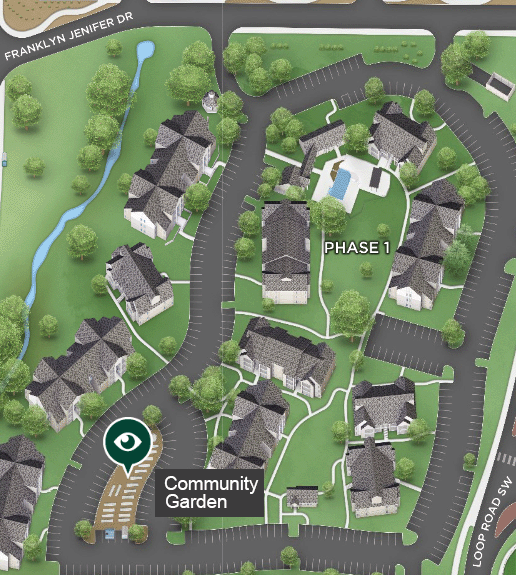 FRANKLYN JENIFER DR
PHASE 1
Community
Garden
LOOP ROAD SW